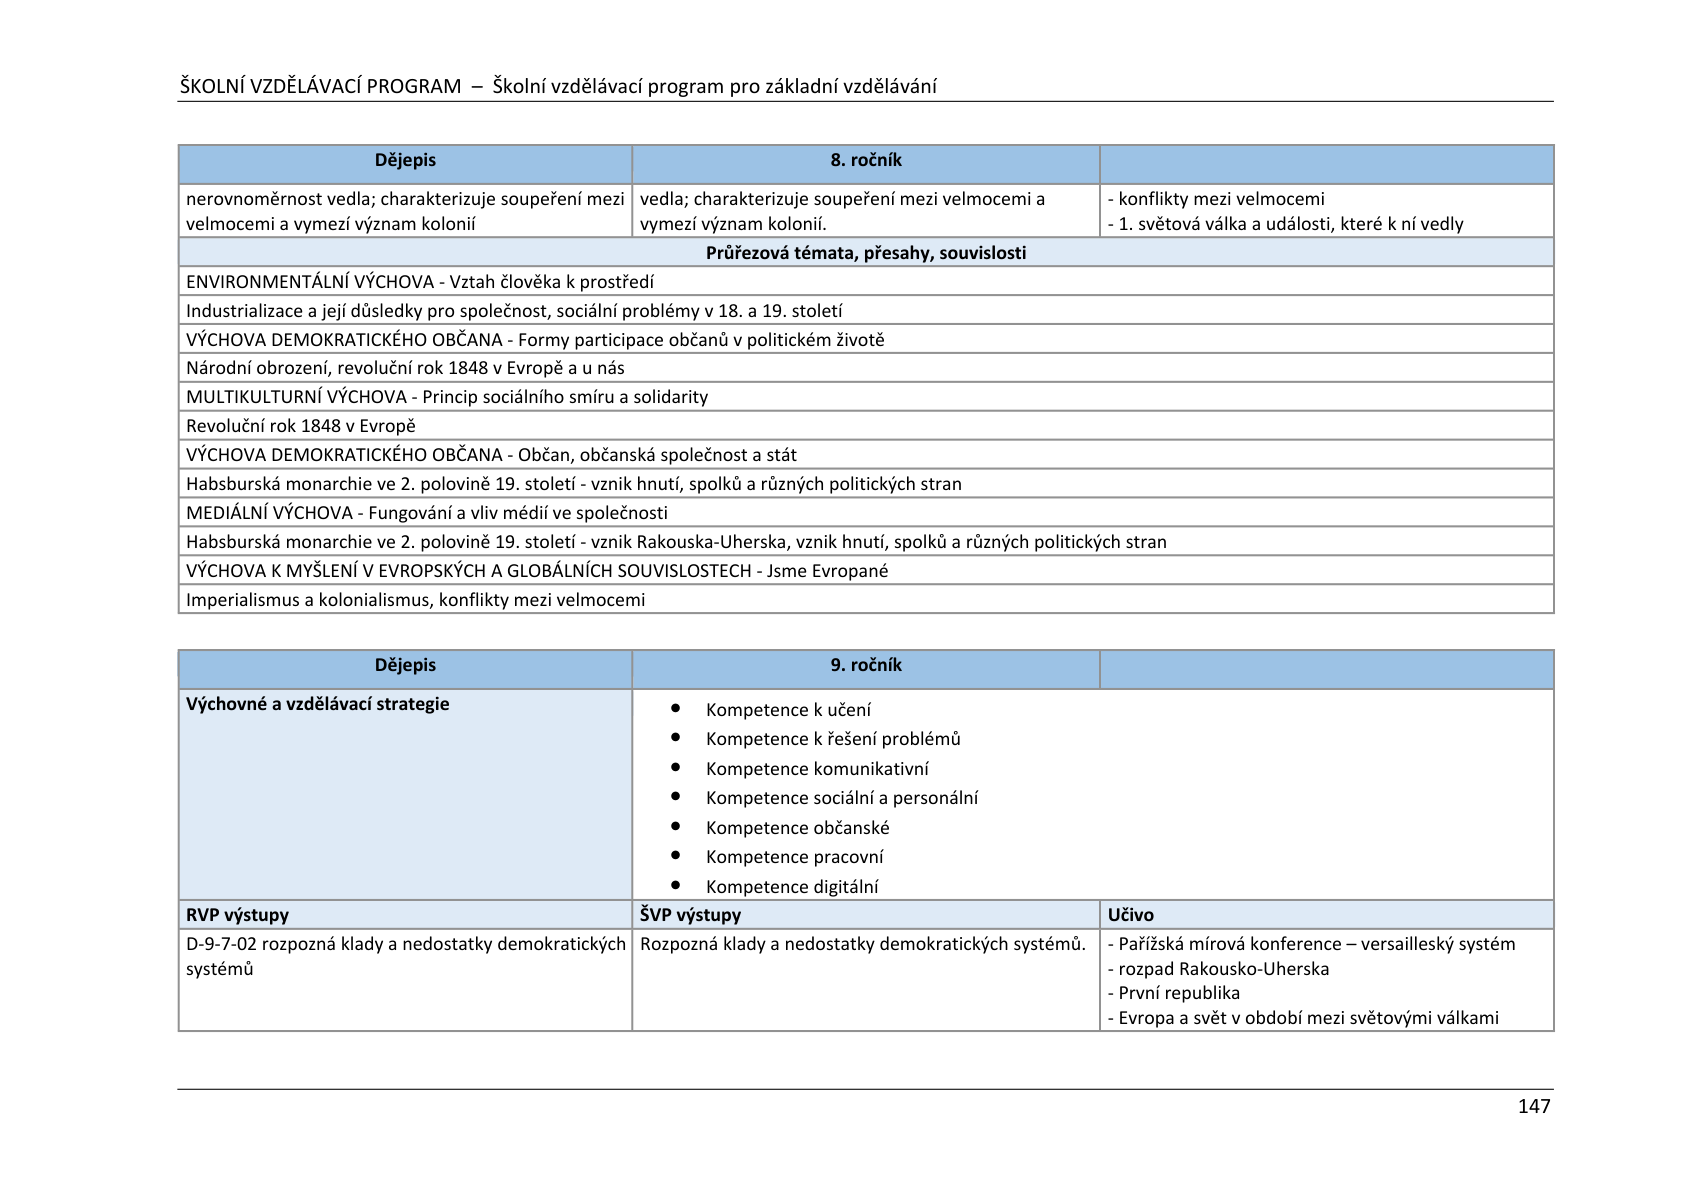 ŠKOLNÍ VZDĚLÁVACÍ PROGRAM – Školní vzdělávací program pro základní vzdělávání
Dějepis 8. ročník
nerovnoměrnost vedla; charakterizuje soupeření mezi
velmocemi a vymezí význam kolonií
vedla; charakterizuje soupeření mezi velmocemi a
vymezí význam kolonií.
- konflikty mezi velmocemi
- 1. světová válka a události, které k ní vedly
Průřezová témata, přesahy, souvislosti
ENVIRONMENTÁLNÍ VÝCHOVA - Vztah člověka k prostředí
Industrializace a její důsledky pro společnost, sociální problémy v 18. a 19. století
VÝCHOVA DEMOKRATICKÉHO OBČANA - Formy participace občanů v politickém životě
Národní obrození, revoluční rok 1848 v Evropě a u nás
MULTIKULTURNÍ VÝCHOVA - Princip sociálního smíru a solidarity
Revoluční rok 1848 v Evropě
VÝCHOVA DEMOKRATICKÉHO OBČANA - Občan, občanská společnost a stát
Habsburská monarchie ve 2. polovině 19. století - vznik hnutí, spolků a různých politických stran
MEDIÁLNÍ VÝCHOVA - Fungování a vliv médií ve společnosti
Habsburská monarchie ve 2. polovině 19. století - vznik Rakouska-Uherska, vznik hnutí, spolků a různých politických stran
VÝCHOVA K MYŠLENÍ V EVROPSKÝCH A GLOBÁLNÍCH SOUVISLOSTECH - Jsme Evropané
Imperialismus a kolonialismus, konflikty mezi velmocemi
Dějepis 9. ročník
Výchovné a vzdělávací strategie
• Kompetence k učení
• Kompetence k řešení problémů
• Kompetence komunikativní
• Kompetence sociální a personální
• Kompetence občanské
• Kompetence pracovní
• Kompetence digitální
RVP výstupy ŠVP výstupy Učivo
D-9-7-02 rozpozná klady a nedostatky demokratických
systémů
Rozpozná klady a nedostatky demokratických systémů.
- Pařížská mírová konference – versailleský systém
- rozpad Rakousko-Uherska
- První republika
- Evropa a svět v období mezi světovými válkami
147